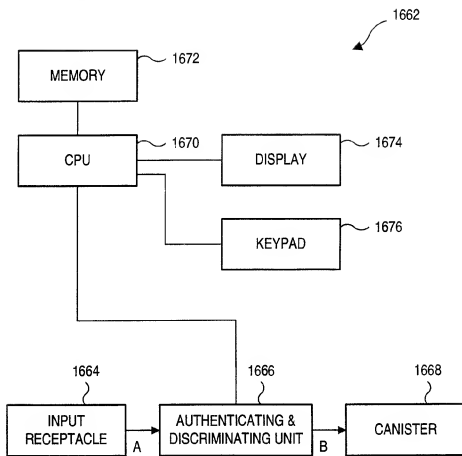 1662
MEMORY
1672
CPU
1670
DISPLAY
1674
KEYPAD
1676
1664
1666
1668
INPUT
RECEPTACLE
A
AUTHENTICATING &
DISCRIMINATING UNIT
B
CANISTER